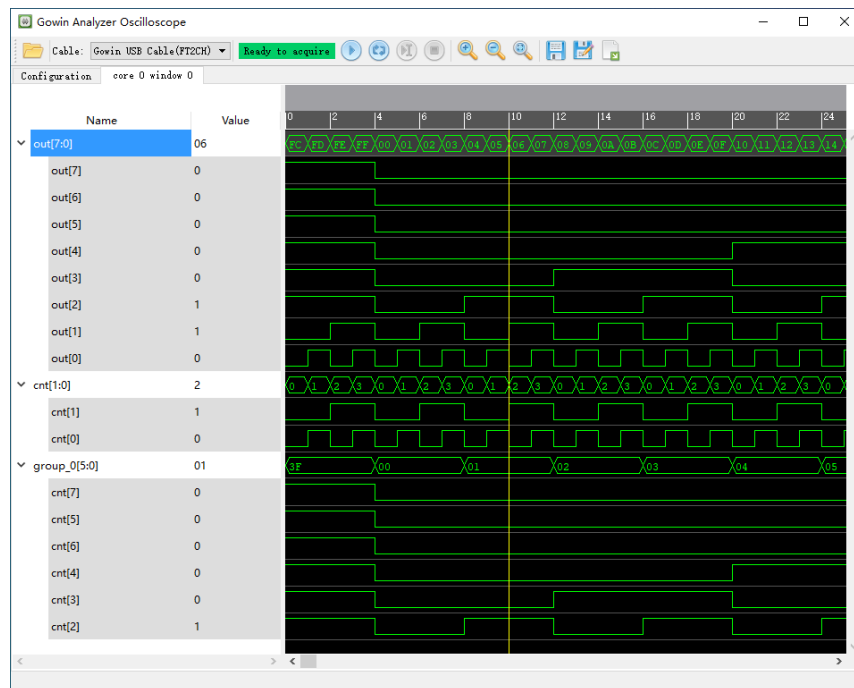 Gowin Analyzer Oscilloscope
Cable: Gowin USB Cable(FT2CH) Ready to acquire
Configuration core 0 window 0
Name Value 0 2 4 6 8 10 12 14 16 18 20 22 24
out[7:0] 06 FC FD FE FF 00 01 02 03 04 05 06 07 08 09 0A 0B 0C 0D 0E 0F 10 11 12 13 14
out[7] 0
out[6] 0
out[5] 0
out[4] 0
out[3] 0
out[2] 1
out[1] 1
out[0] 0
cnt[1:0] 2 0 1 2 3 0 1 2 3 0 1 2 3 0 1 2 3 0 1 2 3 0 1 2 3 0
cnt[1] 1
cnt[0] 0
group_0[5:0] 01 3F 00 01 02 03 04 05
cnt[7] 0
cnt[5] 0
cnt[6] 0
cnt[4] 0
cnt[3] 0
cnt[2] 1